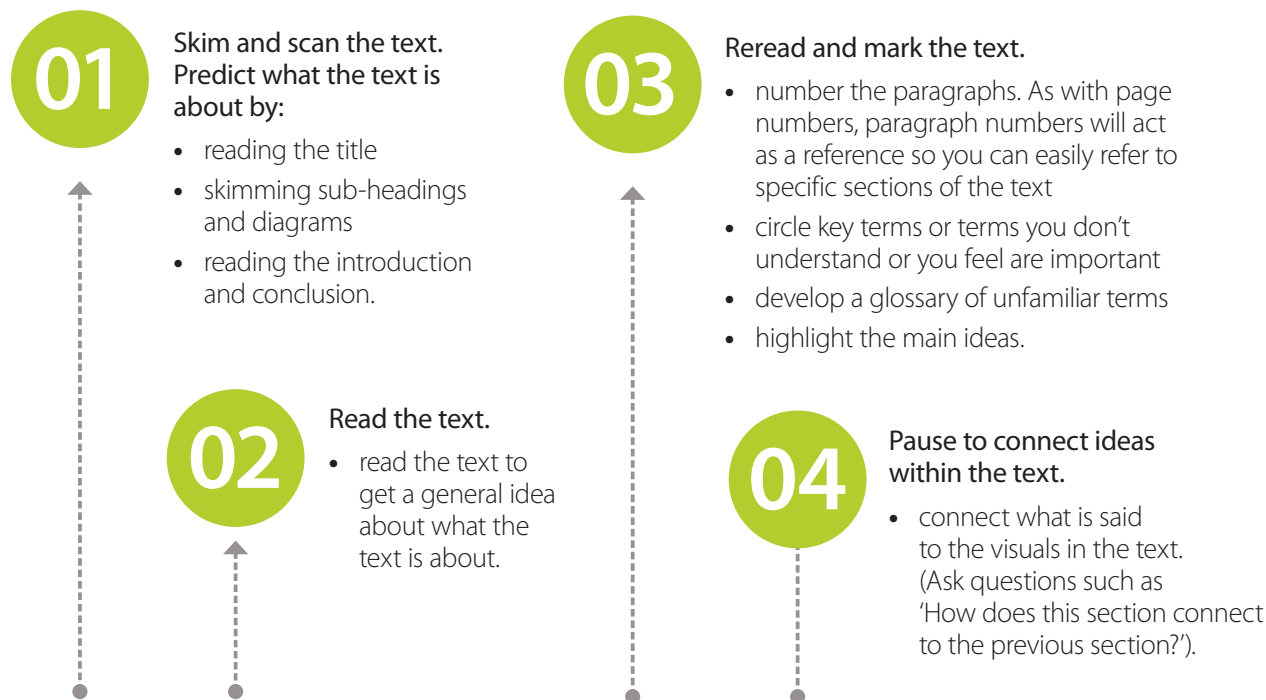 01
Skim and scan the text.
Predict what the text is
about by:
• reading the title
• skimming sub-headings
and diagrams
• reading the introduction
and conclusion.
02
Read the text.
• read the text to
get a general idea
about what the
text is about.
03
Reread and mark the text.
• number the paragraphs. As with page
numbers, paragraph numbers will act
as a reference so you can easily refer to
specific sections of the text
• circle key terms or terms you don’t
understand or you feel are important
• develop a glossary of unfamiliar terms
• highlight the main ideas.
04
Pause to connect ideas
within the text.
• connect what is said
to the visuals in the text.
(Ask questions such as
‘How does this section connect
to the previous section?’).